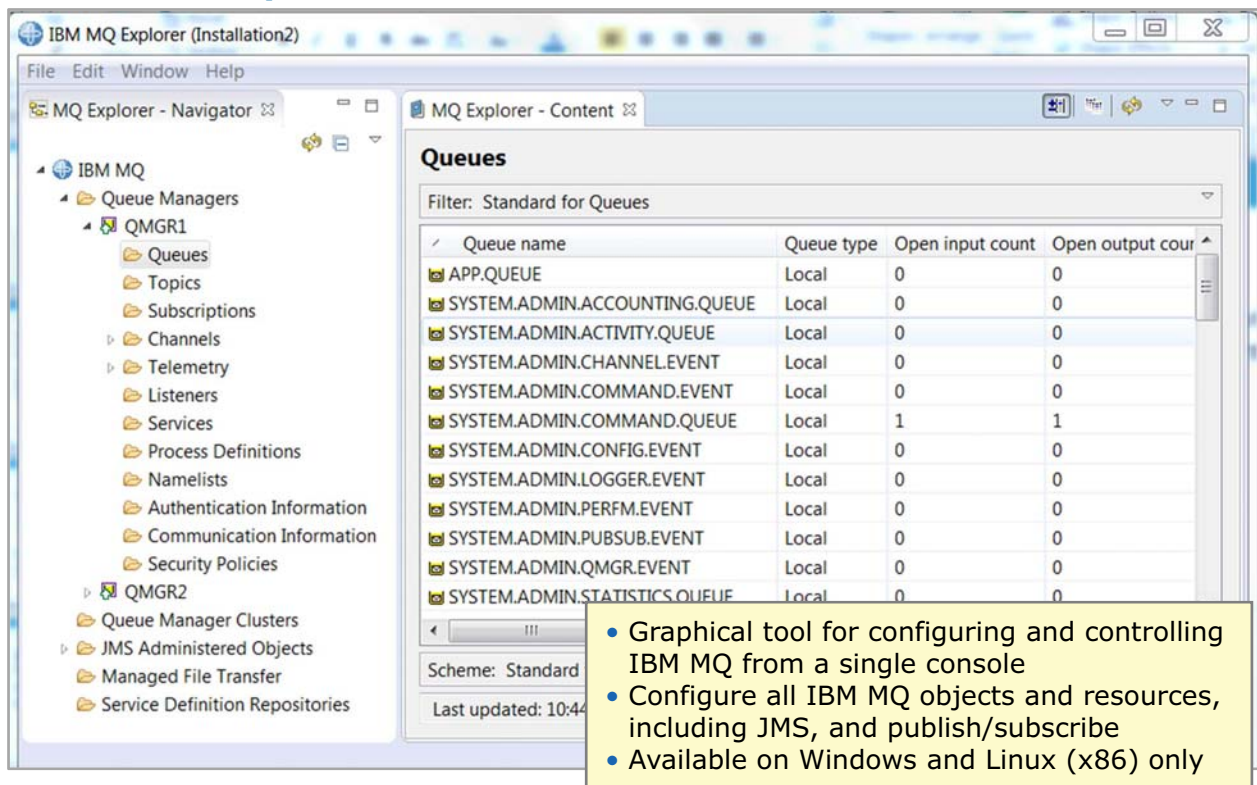 IBM MQ Explorer (Installation2)
File Edit Window Help
MQ Explorer - Navigator
IBM MQ
Queue Managers
QMGR1
Queues
Topics
Subscriptions
Channels
Telemetry
Listeners
Services
Process Definitions
Namelists
Authentication Information
Communication Information
Security Policies
QMGR2
Queue Manager Clusters
JMS Administered Objects
Managed File Transfer
Service Definition Repositories
MQ Explorer - Content
Queues
Filter: Standard for Queues
Queue name Queue type Open input count Open output cour
APP.QUEUE Local 0 0
SYSTEM.ADMIN.ACCOUNTING.QUEUE Local 0 0
SYSTEM.ADMIN.ACTIVITY.QUEUE Local 0 0
SYSTEM.ADMIN.CHANNEL.EVENT Local 0 0
SYSTEM.ADMIN.COMMAND.EVENT Local 0 0
SYSTEM.ADMIN.COMMAND.QUEUE Local 1 1
SYSTEM.ADMIN.CONFIG.EVENT Local 0 0
SYSTEM.ADMIN.LOGGER.EVENT Local 0 0
SYSTEM.ADMIN.PERFM.EVENT Local 0 0
SYSTEM.ADMIN.PUBSUB.EVENT Local 0 0
SYSTEM.ADMIN.QMGR.EVENT Local 0 0
SYSTEM.ADMIN.STATISTICS.QUEUE Local 0 0
Scheme: Standard
Last updated: 10:44
• Graphical tool for configuring and controlling
IBM MQ from a single console
• Configure all IBM MQ objects and resources,
including JMS, and publish/subscribe
• Available on Windows and Linux (x86) only